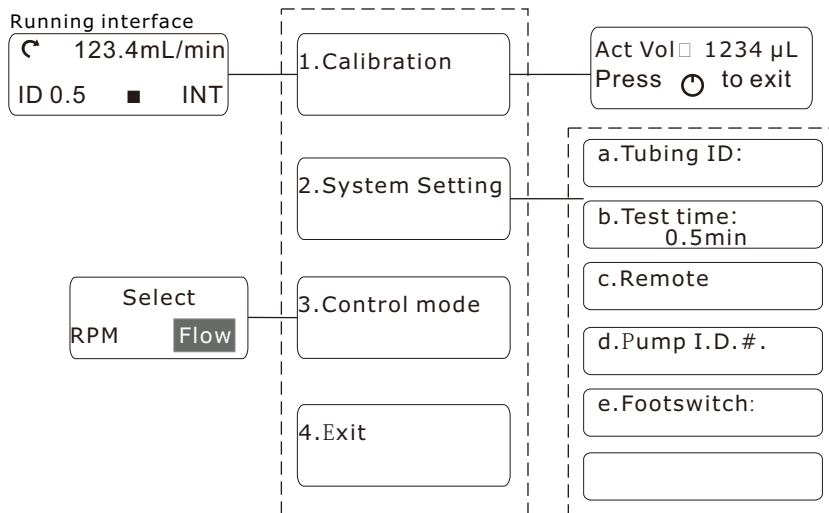 Running interface
123.4mL/min
ID 0.5 ■ INT
1.Calibration
Act Vol□ 1234 µL
Press to exit
2.System Setting
a.Tubing ID:
b.Test time:
0.5min
c.Remote
d.Pump I.D.#.
e.Footswitch:
Select
RPM Flow
3.Control mode
4.Exit